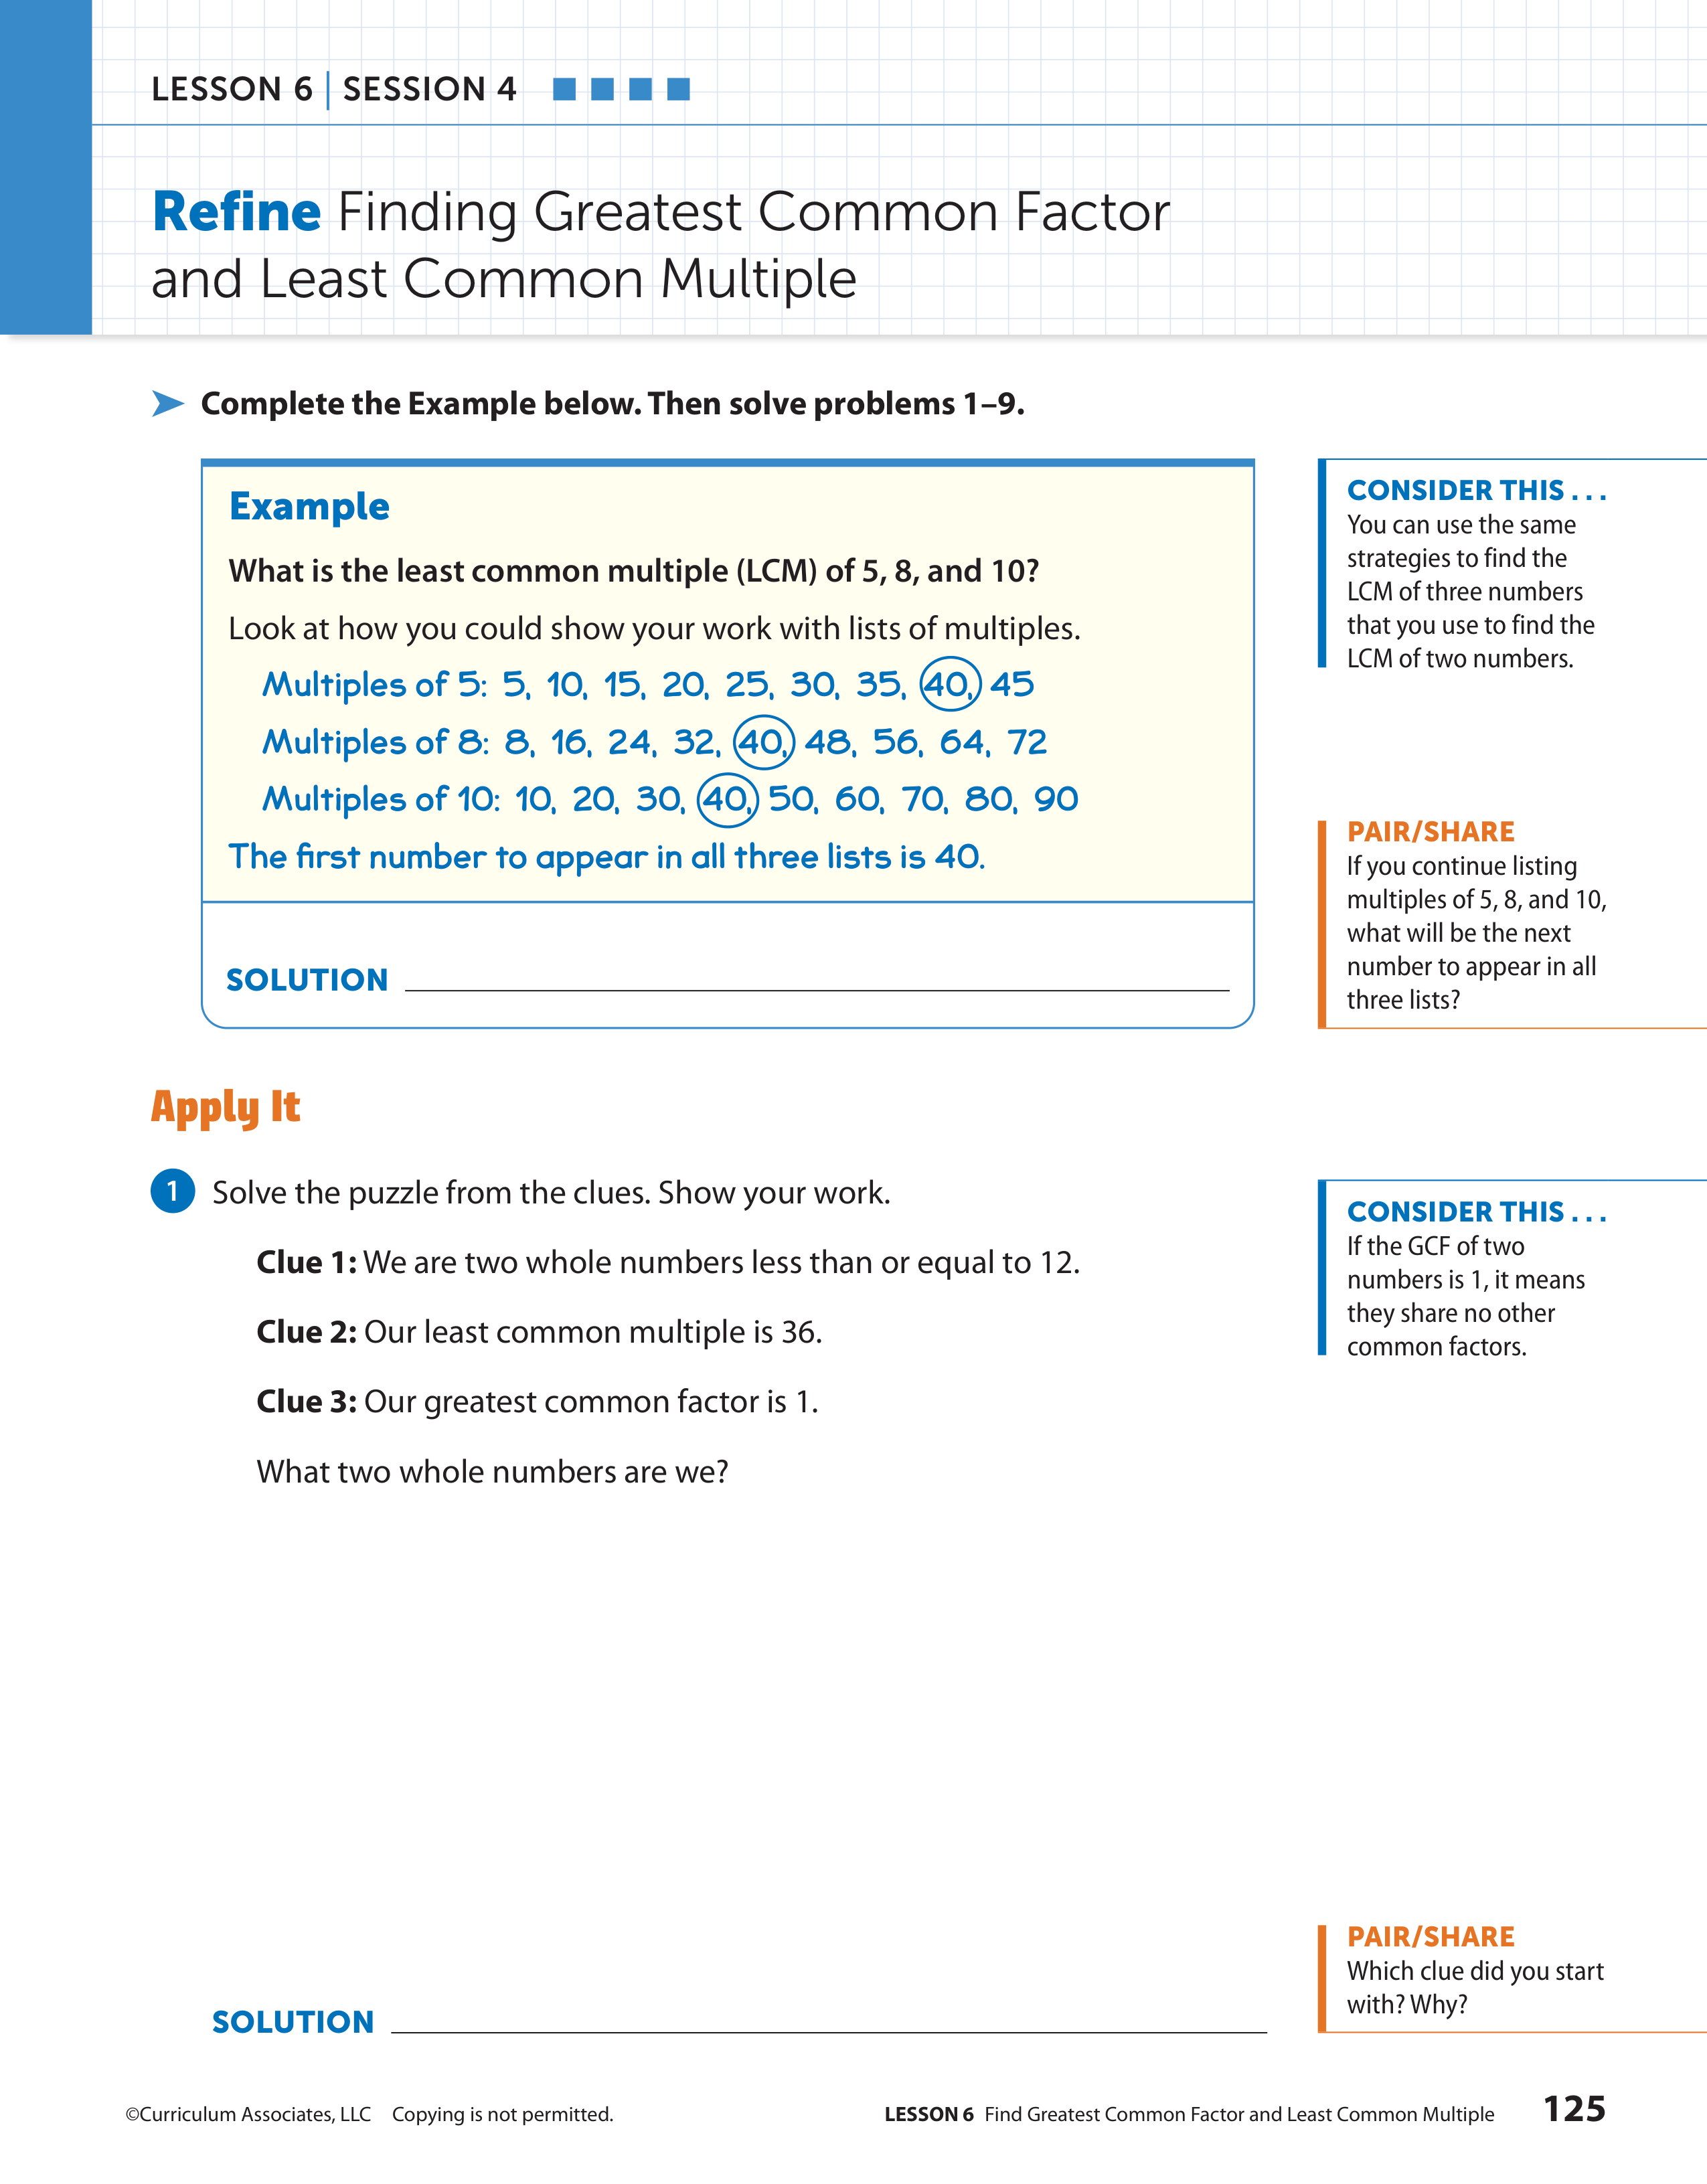 LESSON 6 | SESSION 4
Refine Finding Greatest Common Factor
and Least Common Multiple
Complete the Example below. Then solve problems 1–9.
Example
What is the least common multiple (LCM) of 5, 8, and 10?
Look at how you could show your work with lists of multiples.
Multiples of 5: 5, 10, 15, 20, 25, 30, 35, 40, 45
Multiples of 8: 8, 16, 24, 32, 40, 48, 56, 64, 72
Multiples of 10: 10, 20, 30, 40, 50, 60, 70, 80, 90
The first number to appear in all three lists is 40.
SOLUTION
CONSIDER THIS . . .
You can use the same
strategies to find the
LCM of three numbers
that you use to find the
LCM of two numbers.
PAIR/SHARE
If you continue listing
multiples of 5, 8, and 10,
what will be the next
number to appear in all
three lists?
Apply It
1 Solve the puzzle from the clues. Show your work.
Clue 1: We are two whole numbers less than or equal to 12.
Clue 2: Our least common multiple is 36.
Clue 3: Our greatest common factor is 1.
What two whole numbers are we?
SOLUTION
CONSIDER THIS . . .
If the GCF of two
numbers is 1, it means
they share no other
common factors.
PAIR/SHARE
Which clue did you start
with? Why?
©Curriculum Associates, LLC Copying is not permitted.
LESSON 6 Find Greatest Common Factor and Least Common Multiple 125